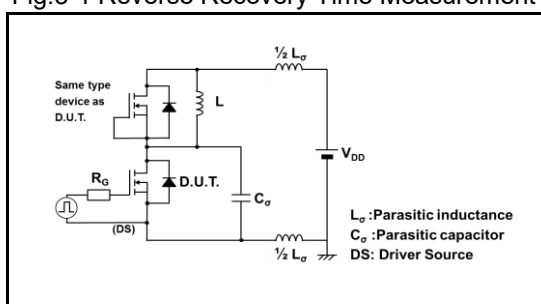 Fig.3-1 Reverse Recovery Time Measurement
½ Lσ
Same type
device as
D.U.T.
L
VDD
RG
D.U.T.
Cσ
(DS)
½ Lσ
Lσ :Parasitic inductance
Cσ :Parasitic capacitor
DS: Driver Source